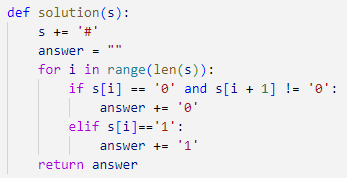 def solution(s):
    s += '#'
    answer = ""
    for i in range(len(s)):
        if s[i] == '0' and s[i + 1] != '0':
            answer += '0'
        elif s[i]=='1':
            answer += '1'
    return answer